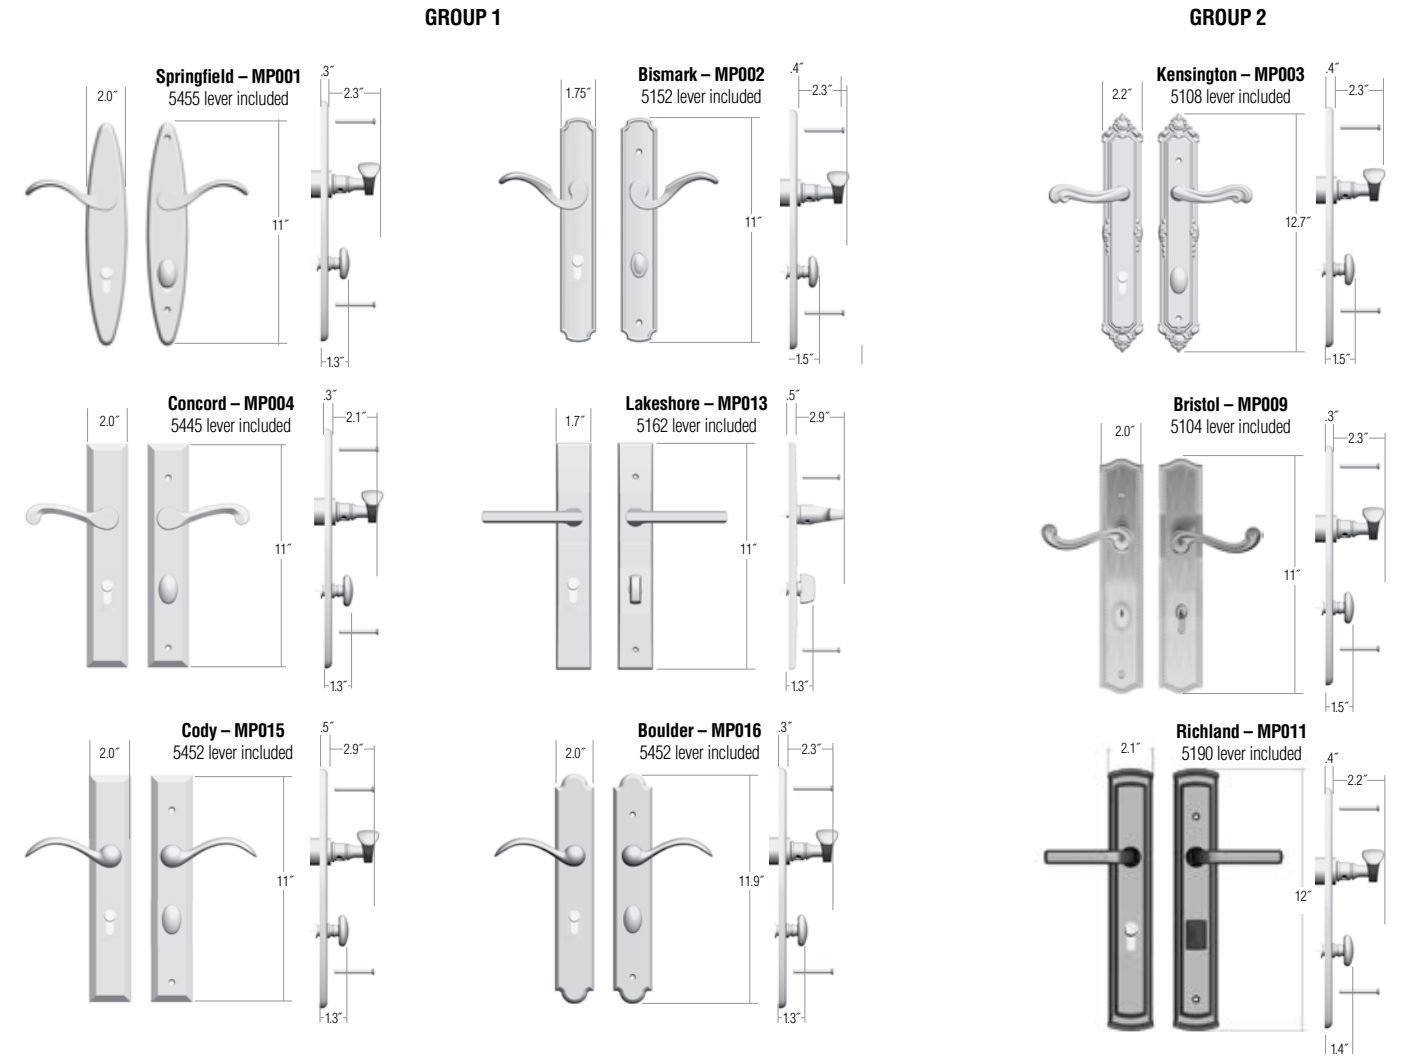 GROUP 1
GROUP 2
Springfield – MP001
5455 lever included
2.0″
.3″
2.3″
11″
1.3″
Bismark – MP002
5152 lever included
1.75″
.4″
2.3″
11″
1.5″
Kensington – MP003
5108 lever included
2.2″
.4″
2.3″
12.7″
1.5″
Concord – MP004
5445 lever included
2.0″
.3″
2.1″
11″
1.3″
Lakeshore – MP013
5162 lever included
1.7″
.5″
2.9″
11″
1.3″
Bristol – MP009
5104 lever included
2.0″
.3″
2.3″
11″
1.5″
Cody – MP015
5452 lever included
2.0″
.5″
2.9″
11″
1.3″
Boulder – MP016
5452 lever included
2.0″
.3″
2.3″
11.9″
1.3″
Richland – MP011
5190 lever included
2.1″
.4″
2.2″
12″
1.4″